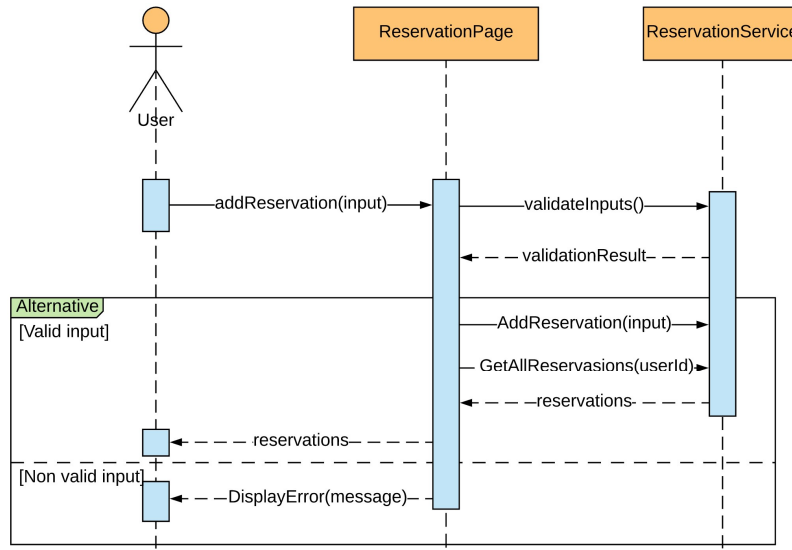 ReservationPage
ReservationService
User
addReservation(input)
validateInputs()
validationResult
Alternative
[Valid input]
AddReservation(input)
GetAllReservasions(userId)
reservations
reservations
[Non valid input]
DisplayError(message)